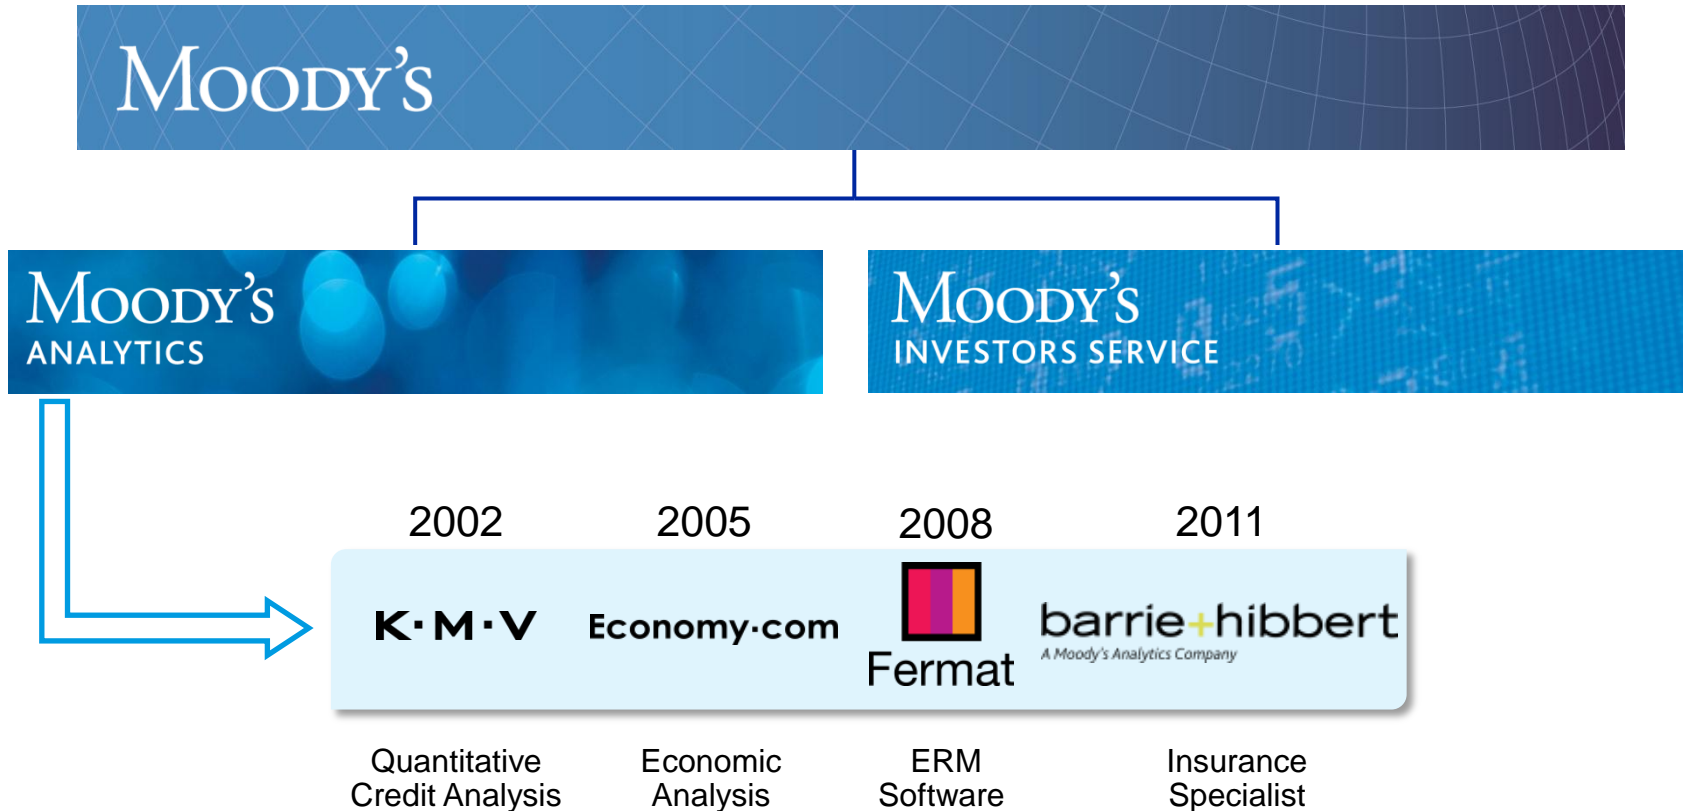 MOODY'S
MOODY'S
ANALYTICS
MOODY'S
INVESTORS SERVICE
2002
2005
2008
2011
K·M·V
Economy.com
Fermat
barrie+hibbert
A Moody's Analytics Company
Quantitative
Credit Analysis
Economic
Analysis
ERM
Software
Insurance
Specialist